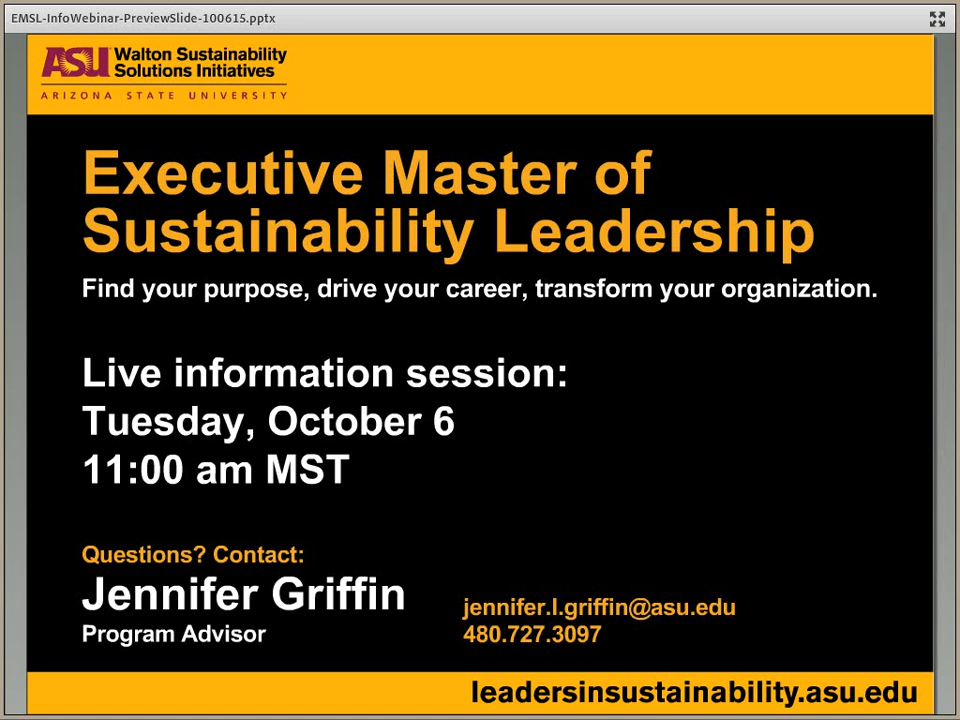 EMSL-InfoWebinar-PreviewSlide-100615.pptx
ASU Walton Sustainability
Solutions Initiatives
ARIZONA STATE UNIVERSITY
Executive Master of
Sustainability Leadership
Find your purpose, drive your career, transform your organization.
Live information session:
Tuesday, October 6
11:00 am MST
Questions? Contact:
Jennifer Griffin
Program Advisor
jennifer.l.griffin@asu.edu
480.727.3097
leadersinsustainability.asu.edu